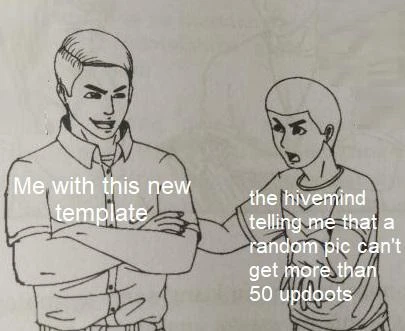 Me with this new
template
the hivemind
telling me that a
random pic can't
get more than
50 updoots